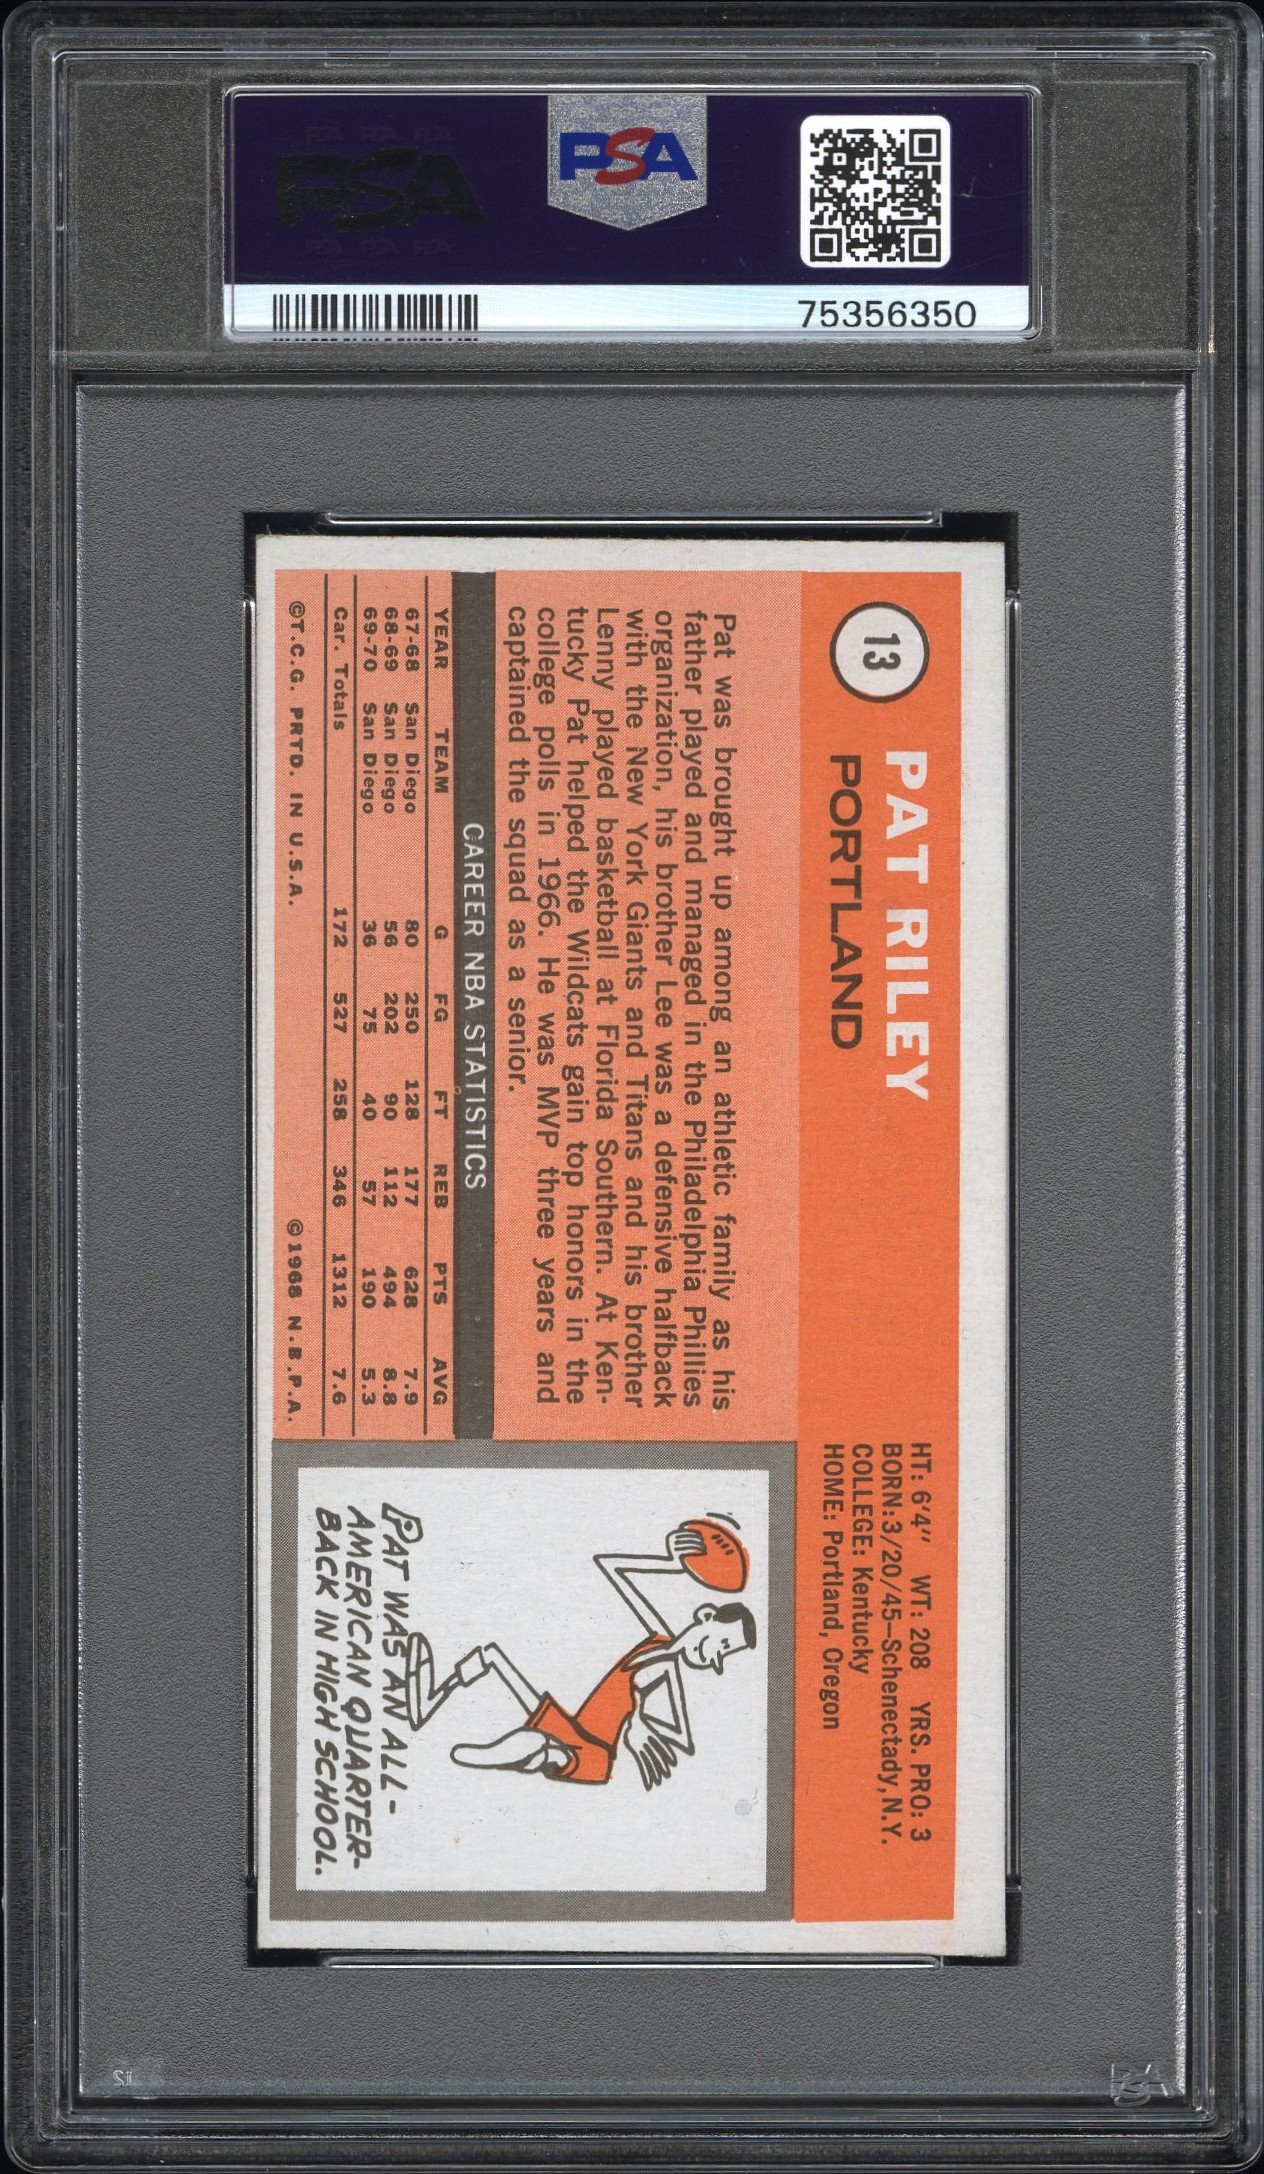 PSA
PSA
75356350
13
PAT RILEY
PORTLAND
HT: 6'4" WT: 208 YRS. PRO: 3
BORN: 3/20/45—Schenectady, N.Y.
COLLEGE: Kentucky
HOME: Portland, Oregon
Pat was brought up among an athletic family as his
father played and managed in the Philadelphia Phillies
organization, his brother Lee was a defensive halfback
with the New York Giants and Titans and his brother
Lenny played basketball at Florida Southern. At Ken-
tucky Pat helped the Wildcats gain top honors in the
college polls in 1966. He was MVP three years and
captained the squad as a senior.
CAREER NBA STATISTICS
YEAR TEAM G FG FT REB PTS AVG
67-68 San Diego 80 250 128 177 628 7.9
68-69 San Diego 56 202 90 112 494 8.8
69-70 San Diego 36 75 40 57 190 5.3
Car. Totals 172 527 258 346 1312 7.6
©T.C.G. PRTD. IN U.S.A. ©1968 N.B.P.A.
PAT WAS AN ALL-
AMERICAN QUARTER-
BACK IN HIGH SCHOOL.
PSA